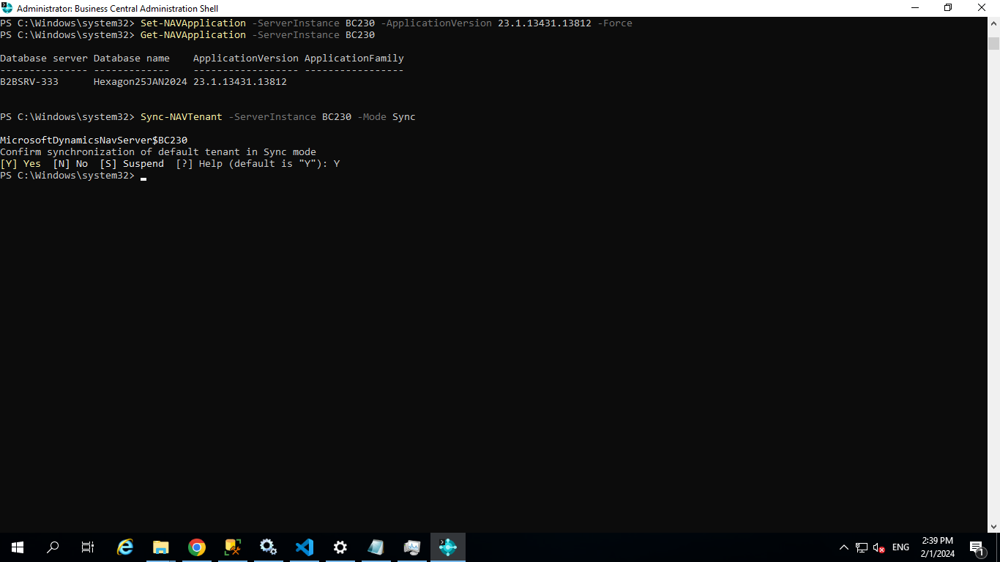 Administrator: Business Central Administration Shell
PS C:\Windows\system32> Set-NAVApplication -ServerInstance BC230 -ApplicationVersion 23.1.13431.13812 -Force
PS C:\Windows\system32> Get-NAVApplication -ServerInstance BC230
Database server Database name    ApplicationVersion ApplicationFamily
--------------- -------------    ------------------ -----------------
B2BSRV-333      Hexagon25JAN2024 23.1.13431.13812
PS C:\Windows\system32> Sync-NAVTenant -ServerInstance BC230 -Mode Sync
MicrosoftDynamicsNavServer$BC230
Confirm synchronization of default tenant in Sync mode
[Y] Yes  [N] No  [S] Suspend  [?] Help (default is "Y"): Y
PS C:\Windows\system32>
ENG
2:39 PM
2/1/2024
1